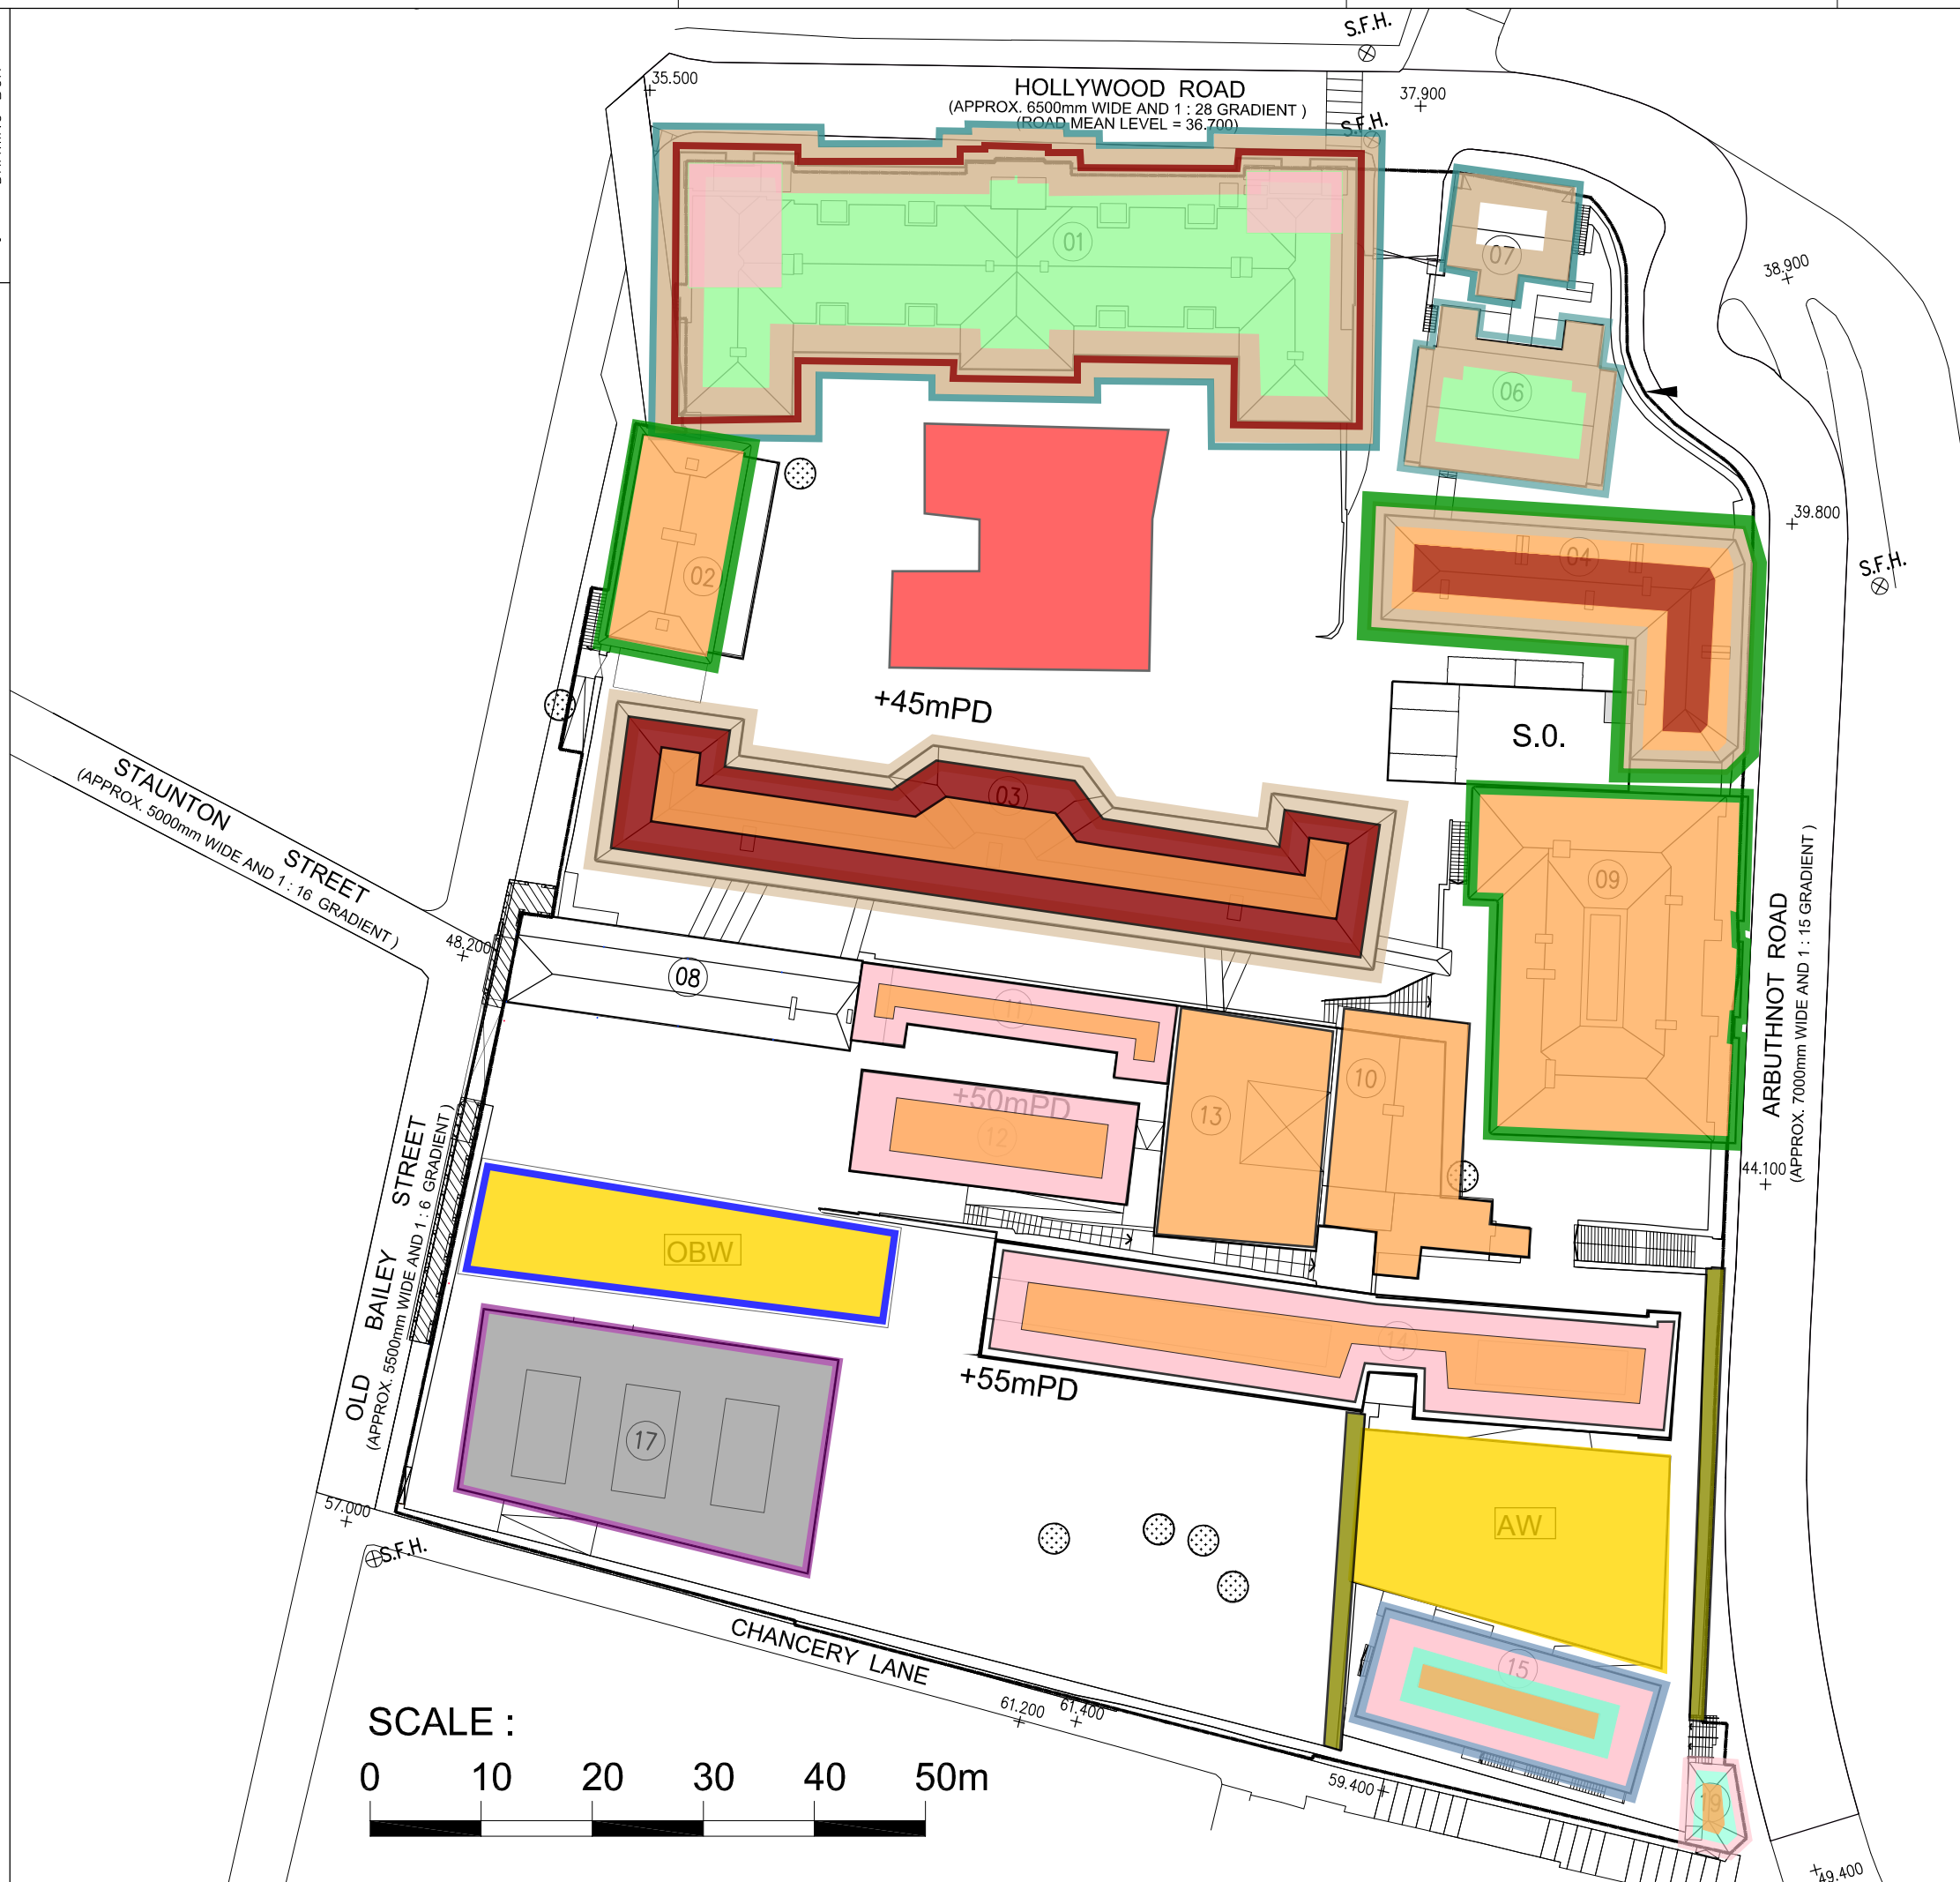 S.F.H.
35.500
HOLLYWOOD ROAD
(APPROX. 6500mm WIDE AND 1 : 28 GRADIENT )
(ROAD MEAN LEVEL = 36.700)
37.900
S.F.H.
01
07
38.900
06
39.800
02
04
S.F.H.
+45mPD
S.O.
STAUNTON STREET
(APPROX. 5000mm WIDE AND 1 : 16 GRADIENT )
03
09
48.200
08
11
ARBUTHNOT ROAD
(APPROX. 7000mm WIDE AND 1 : 15 GRADIENT )
10
+50mPD
13
12
44.100
OLD BAILEY STREET
(APPROX. 5500mm WIDE AND 1 : 6 GRADIENT )
OBW
14
+55mPD
17
57.000
S.F.H.
AW
CHANCERY LANE
15
61.200
61.400
59.400
19
49.400
SCALE :
0 10 20 30 40 50m